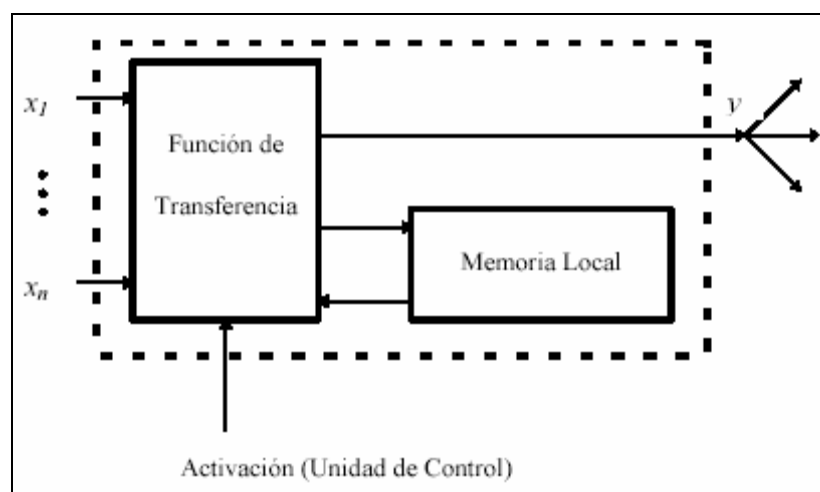 x1
y
Función de
Transferencia
Memoria Local
xn
Activación (Unidad de Control)